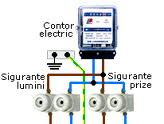 Contor
electric
Sigurante
lumini
Sigurante
prize